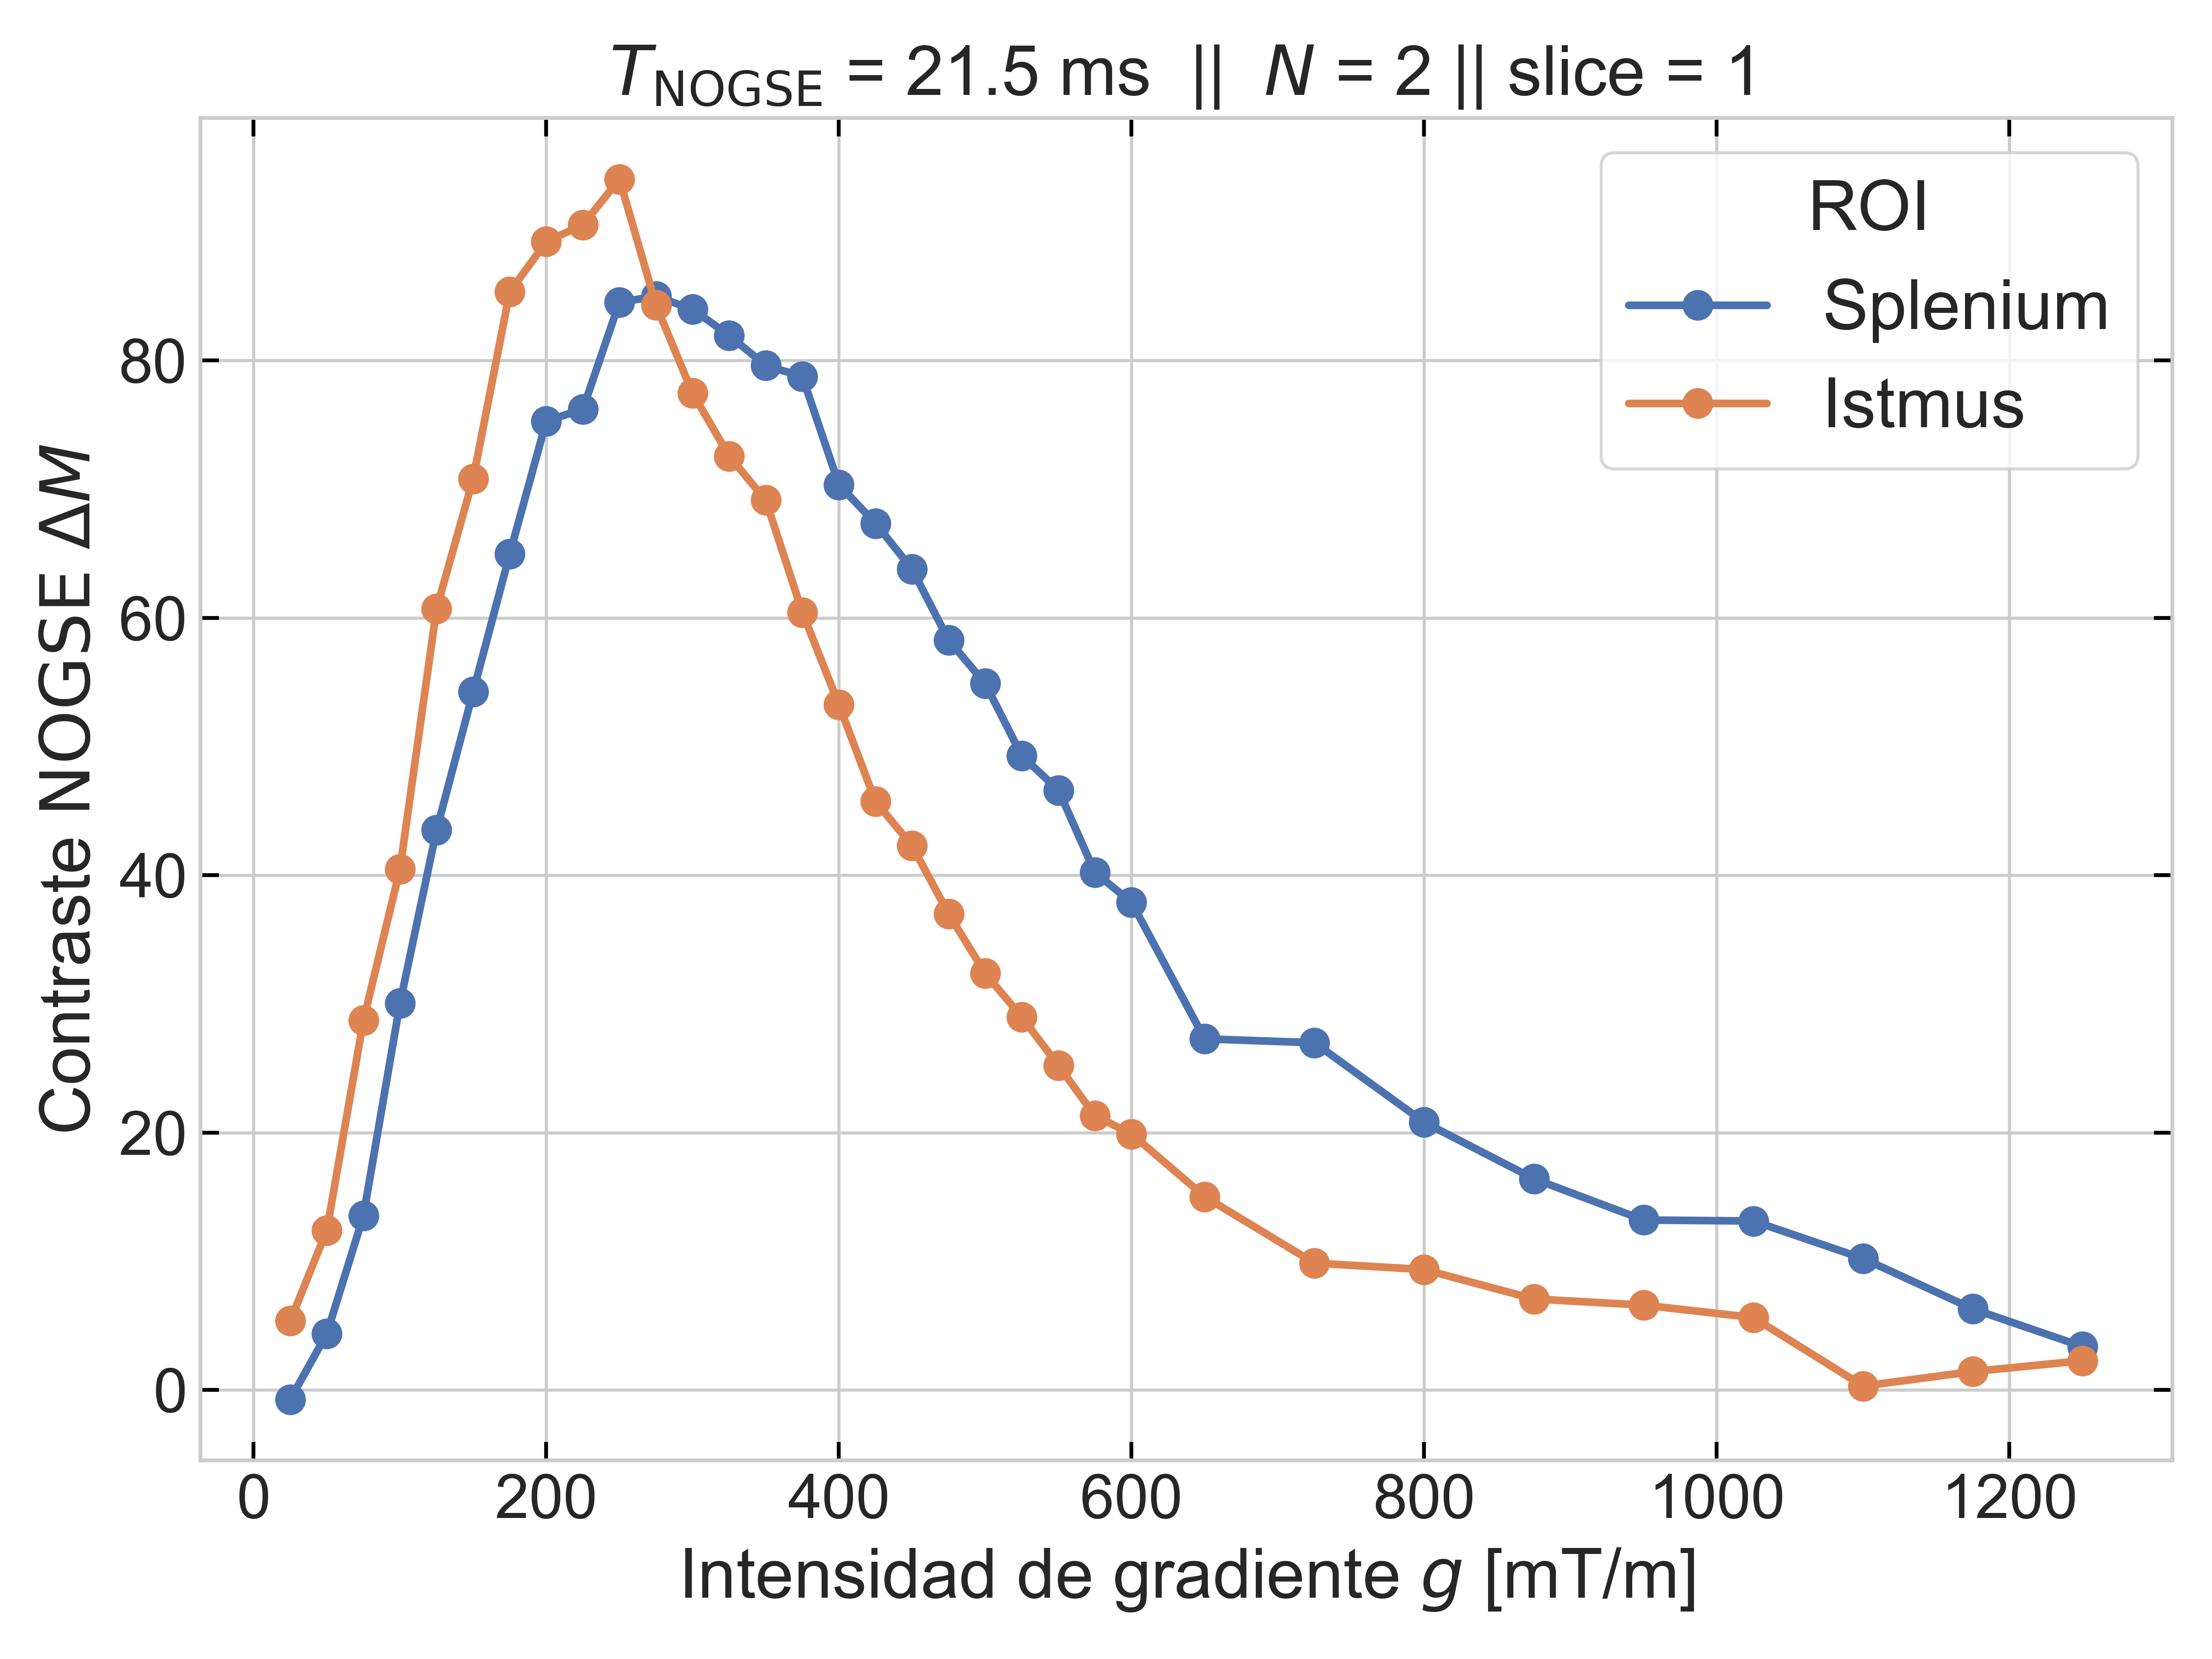 T_NOGSE = 21.5 ms || N = 2 || slice = 1
Contraste NOGSE ΔM
80
60
40
20
0
ROI
Splenium
Istmus
0 200 400 600 800 1000 1200
Intensidad de gradiente g [mT/m]